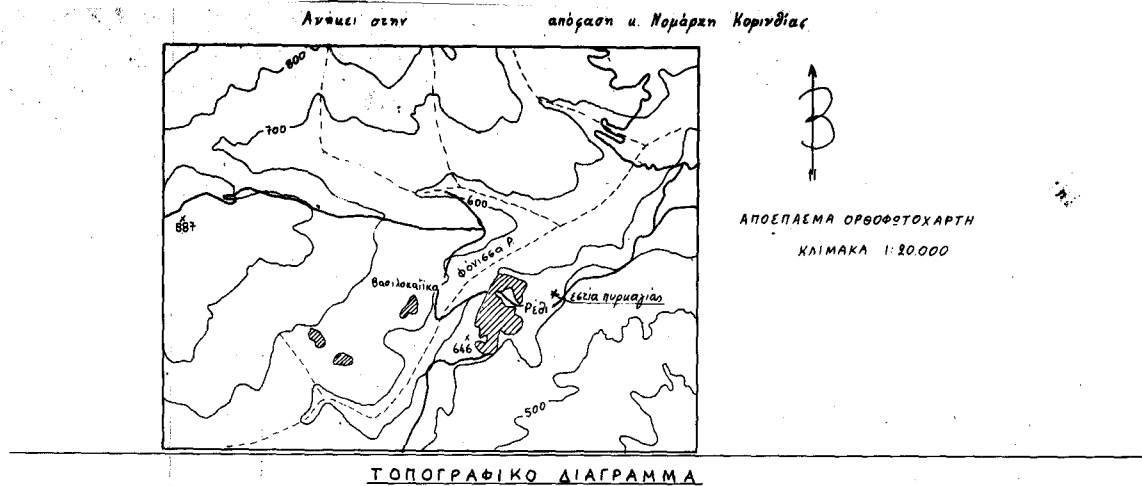 Ανήκει στην απόφαση κ. Νομάρχη Κορινθίας
800
700
600
887
Φόνισσα Ρ.
Βασιλοκαίϊκα
Ρέθι
εστία πυρκαγιάς
646
500
Β
ΑΠΟΣΠΑΣΜΑ ΟΡΘΟΦΩΤΟΧΑΡΤΗ
ΚΛΙΜΑΚΑ 1:20.000
ΤΟΠΟΓΡΑΦΙΚΟ ΔΙΑΓΡΑΜΜΑ